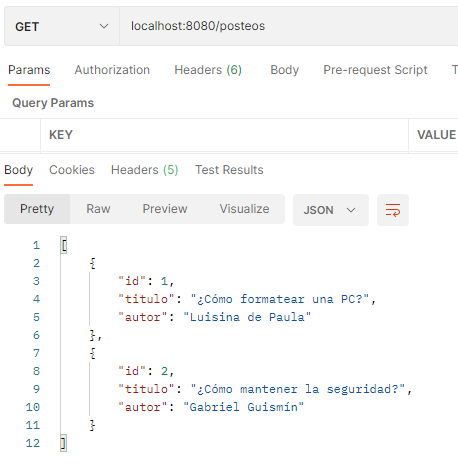 GET localhost:8080/posteos
Params Authorization Headers (6) Body Pre-request Script T
Query Params
KEY VALUE
Body Cookies Headers (5) Test Results
Pretty Raw Preview Visualize JSON
1 [
2 {
3 "id": 1,
4 "titulo": "¿Cómo formatear una PC?",
5 "autor": "Luisina de Paula"
6 },
7 {
8 "id": 2,
9 "titulo": "¿Cómo mantener la seguridad?",
10 "autor": "Gabriel Guismín"
11 }
12 ]